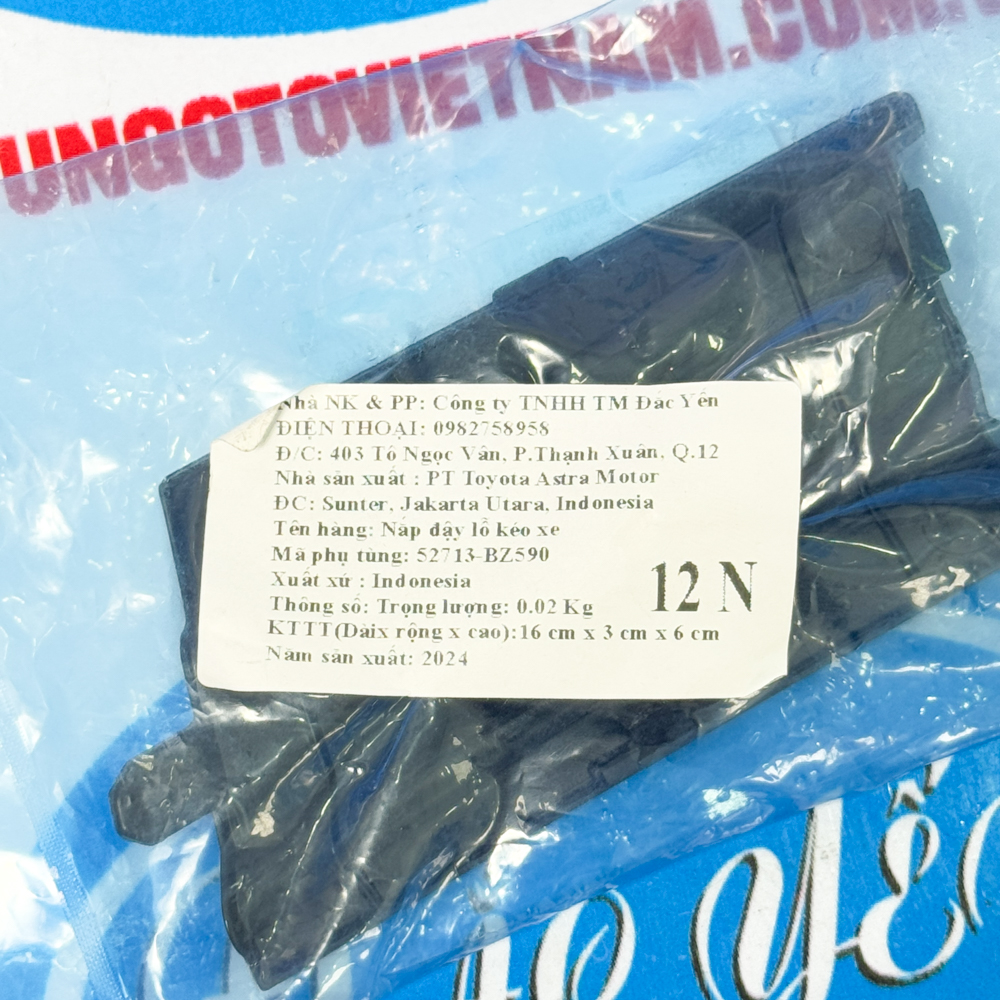 UNGOTOVIETNAM.COM.
Nhà NK & PP: Công ty TNHH TM Đắc Yến
ĐIỆN THOẠI: 0982758958
Đ/C: 403 Tô Ngọc Vân, P.Thạnh Xuân, Q.12
Nhà sản xuất : PT Toyota Astra Motor
ĐC: Sunter, Jakarta Utara, Indonesia
Tên hàng: Nắp đậy lỗ kéo xe
Mã phụ tùng: 52713-BZ590
Xuất xứ : Indonesia
Thông số: Trọng lượng: 0.02 Kg
12 N
KTTT(Dàix rộng x cao):16 cm x 3 cm x 6 cm
Năm sản xuất: 2024
Yến